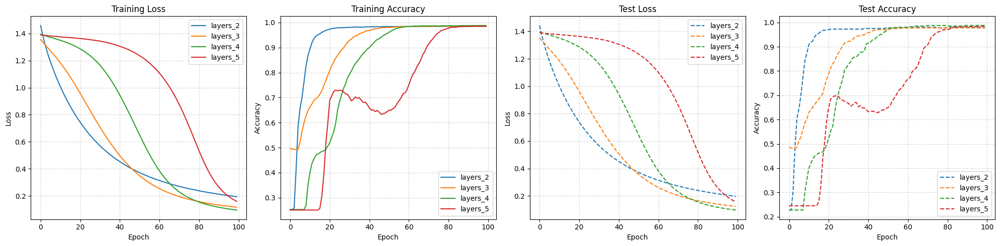 Training Loss
Loss
1.4
1.2
1.0
0.8
0.6
0.4
0.2
0
20
40
60
80
100
Epoch
layers_2
layers_3
layers_4
layers_5
Training Accuracy
Accuracy
1.0
0.9
0.8
0.7
0.6
0.5
0.4
0.3
0
20
40
60
80
100
Epoch
layers_2
layers_3
layers_4
layers_5
Test Loss
Loss
1.4
1.2
1.0
0.8
0.6
0.4
0.2
0
20
40
60
80
100
Epoch
layers_2
layers_3
layers_4
layers_5
Test Accuracy
Accuracy
1.0
0.9
0.8
0.7
0.6
0.5
0.4
0.3
0.2
0
20
40
60
80
100
Epoch
layers_2
layers_3
layers_4
layers_5